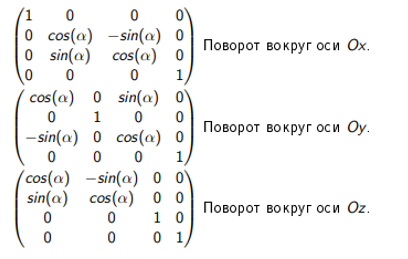 1 0 0 0
0 cos(α) −sin(α) 0
0 sin(α) cos(α) 0 Поворот вокруг оси Ox.
0 0 0 1
cos(α) 0 sin(α) 0
0 1 0 0
−sin(α) 0 cos(α) 0 Поворот вокруг оси Oy.
0 0 0 1
cos(α) −sin(α) 0 0
sin(α) cos(α) 0 0
0 0 1 0 Поворот вокруг оси Oz.
0 0 0 1